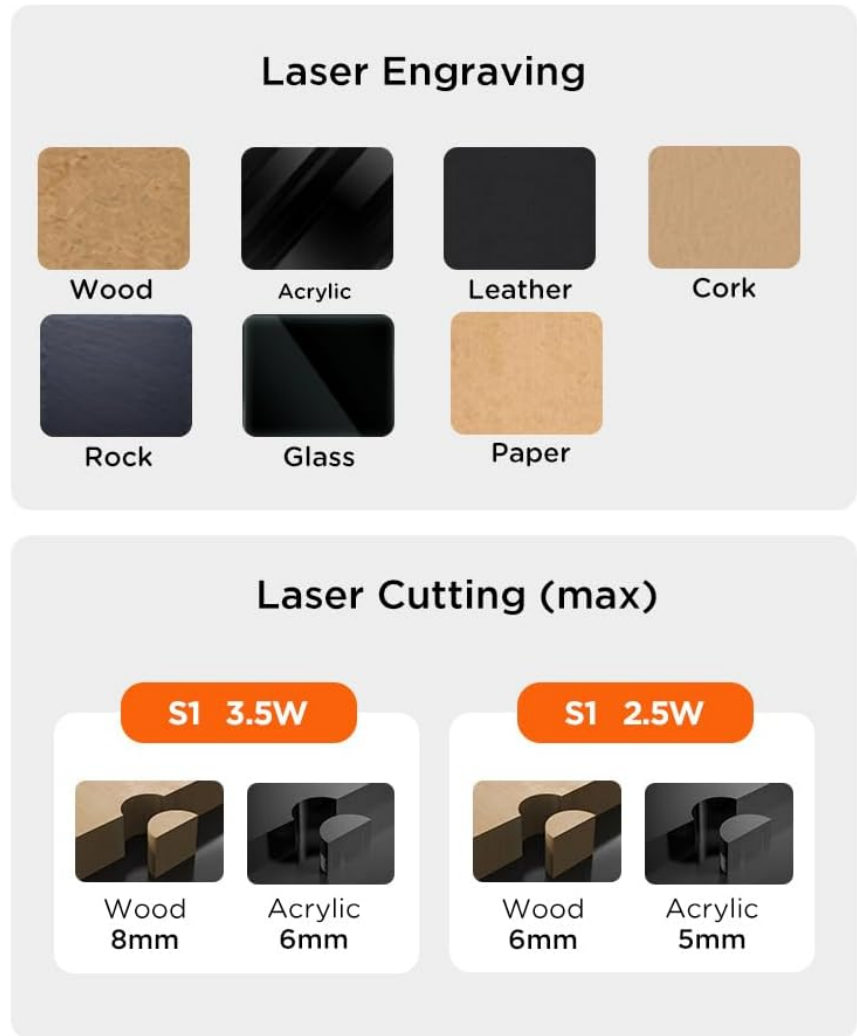 Laser Engraving
Wood
Acrylic
Leather
Cork
Rock
Glass
Paper
Laser Cutting (max)
S1 3.5W
Wood
8mm
Acrylic
6mm
S1 2.5W
Wood
6mm
Acrylic
5mm